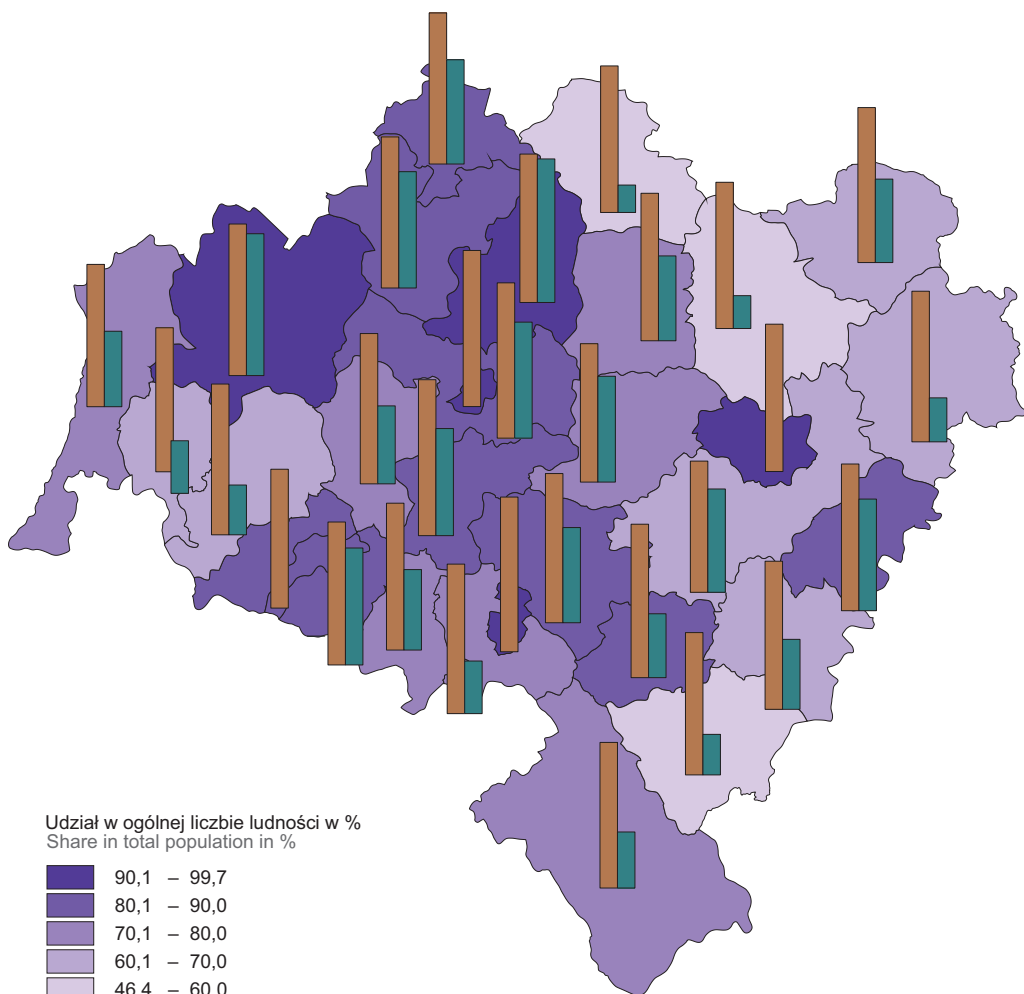 Udział w ogólnej liczbie ludności w %
Share in total population in %
90,1 – 99,7
80,1 – 90,0
70,1 – 80,0
60,1 – 70,0
46,4 – 60,0